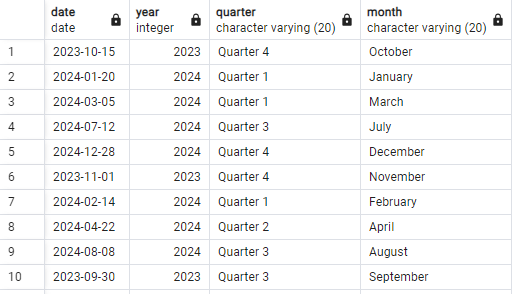 date year quarter month
date integer character varying (20) character varying (20)
1 2023-10-15 2023 Quarter 4 October
2 2024-01-20 2024 Quarter 1 January
3 2024-03-05 2024 Quarter 1 March
4 2024-07-12 2024 Quarter 3 July
5 2024-12-28 2024 Quarter 4 December
6 2023-11-01 2023 Quarter 4 November
7 2024-02-14 2024 Quarter 1 February
8 2024-04-22 2024 Quarter 2 April
9 2024-08-08 2024 Quarter 3 August
10 2023-09-30 2023 Quarter 3 September